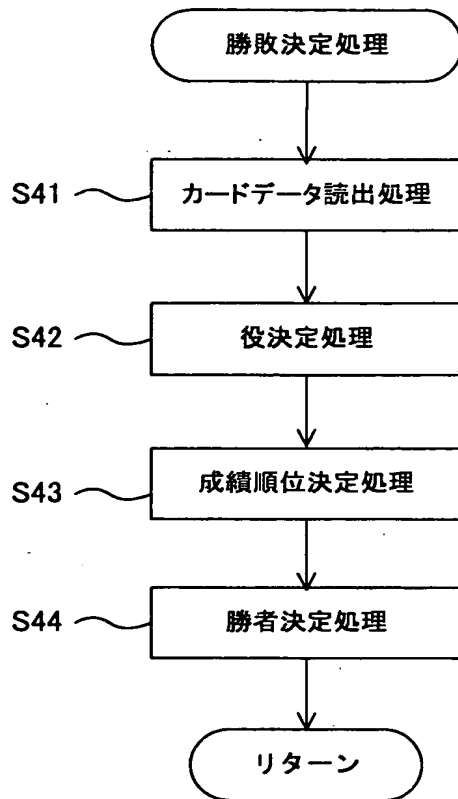 勝敗決定処理
S41
カードデータ読出処理
S42
役決定処理
S43
成績順位決定処理
S44
勝者決定処理
リターン